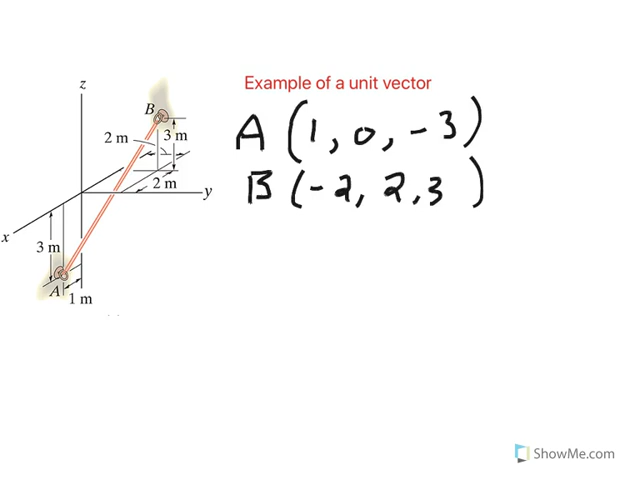 Example of a unit vector
A (1, 0, -3)
B (-2, 2, 3)
z
B
2 m
3 m
2 m
y
x
3 m
A
1 m
ShowMe.com